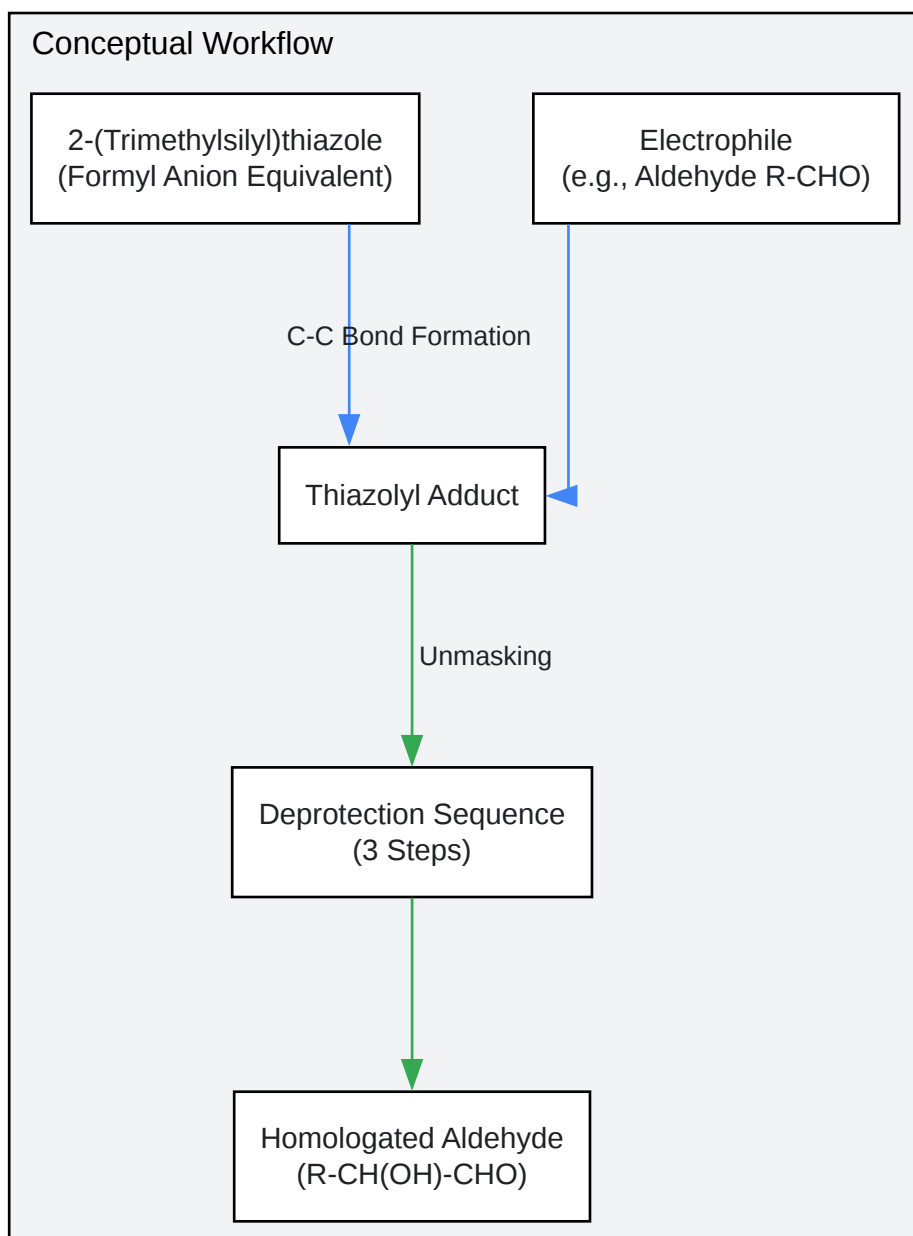 Conceptual Workflow
2-(Trimethylsilyl)thiazole
(Formyl Anion Equivalent)
Electrophile
(e.g., Aldehyde R-CHO)
C-C Bond Formation
Thiazolyl Adduct
Unmasking
Deprotection Sequence
(3 Steps)
Homologated Aldehyde
(R-CH(OH)-CHO)